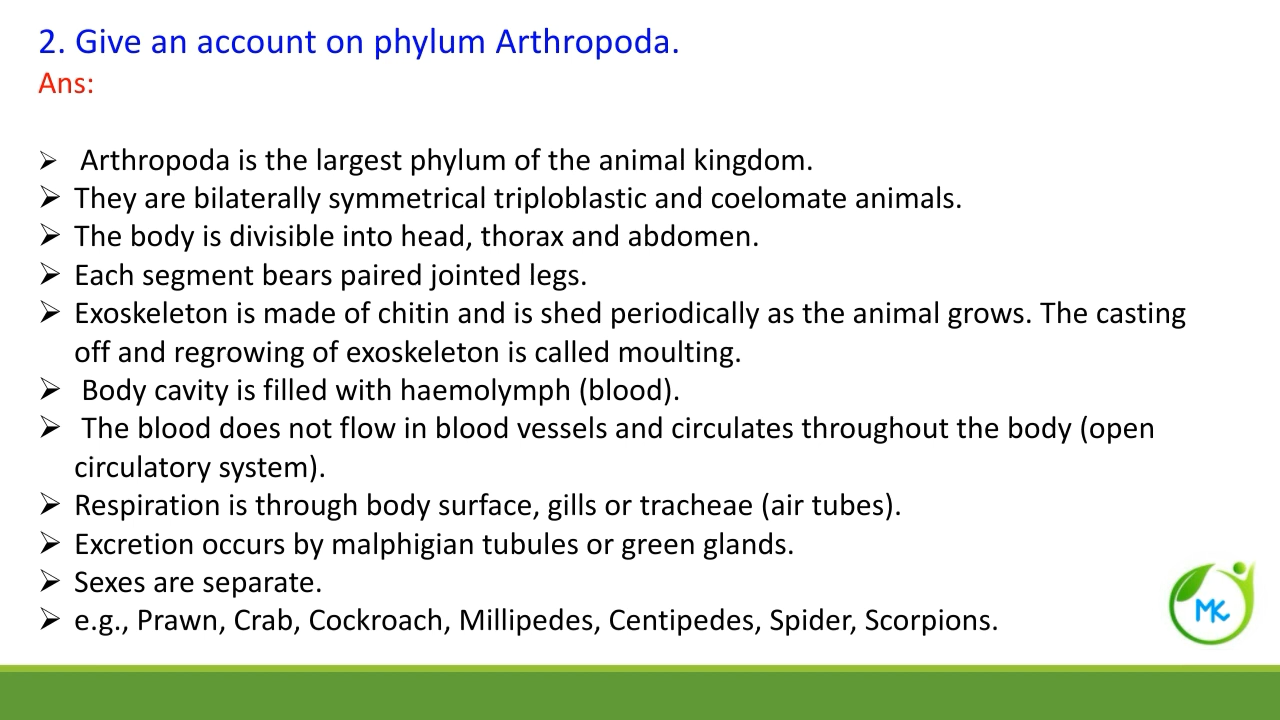 2. Give an account on phylum Arthropoda.
Ans:
➢ Arthropoda is the largest phylum of the animal kingdom.
➢ They are bilaterally symmetrical triploblastic and coelomate animals.
➢ The body is divisible into head, thorax and abdomen.
➢ Each segment bears paired jointed legs.
➢ Exoskeleton is made of chitin and is shed periodically as the animal grows. The casting
off and regrowing of exoskeleton is called moulting.
➢ Body cavity is filled with haemolymph (blood).
➢ The blood does not flow in blood vessels and circulates throughout the body (open
circulatory system).
➢ Respiration is through body surface, gills or tracheae (air tubes).
➢ Excretion occurs by malphigian tubules or green glands.
➢ Sexes are separate.
➢ e.g., Prawn, Crab, Cockroach, Millipedes, Centipedes, Spider, Scorpions.
MK